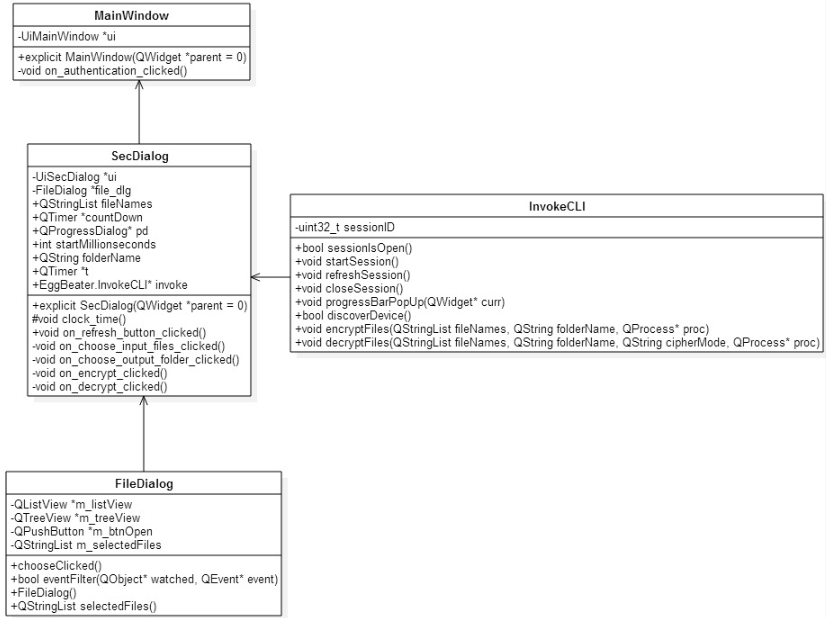 MainWindow
-UiMainWindow *ui
+explicit MainWindow(QWidget *parent = 0)
-void on_authentication_clicked()
SecDialog
-UiSecDialog *ui
-FileDialog *file_dlg
+QStringList fileNames
+QTimer *countDown
+QProgressDialog* pd
+int startMillionseconds
+QString folderName
+QTimer *t
+EggBeater.InvokeCLI* invoke
+explicit SecDialog(QWidget *parent = 0)
#void clock_time()
+void on_refresh_button_clicked()
-void on_choose_input_files_clicked()
-void on_choose_output_folder_clicked()
-void on_encrypt_clicked()
-void on_decrypt_clicked()
InvokeCLI
-uint32_t sessionID
+bool sessionIsOpen()
+void startSession()
+void refreshSession()
+void closeSession()
+void progressBarPopUp(QWidget* curr)
+bool discoverDevice()
+void encryptFiles(QStringList fileNames, QString folderName, QProcess* proc)
+void decryptFiles(QStringList fileNames, QString folderName, QString cipherMode, QProcess* proc)
FileDialog
-QListView *m_listView
-QTreeView *m_treeView
-QPushButton *m_btnOpen
-QStringList m_selectedFiles
+chooseClicked()
+bool eventFilter(QObject* watched, QEvent* event)
+FileDialog()
+QStringList selectedFiles()